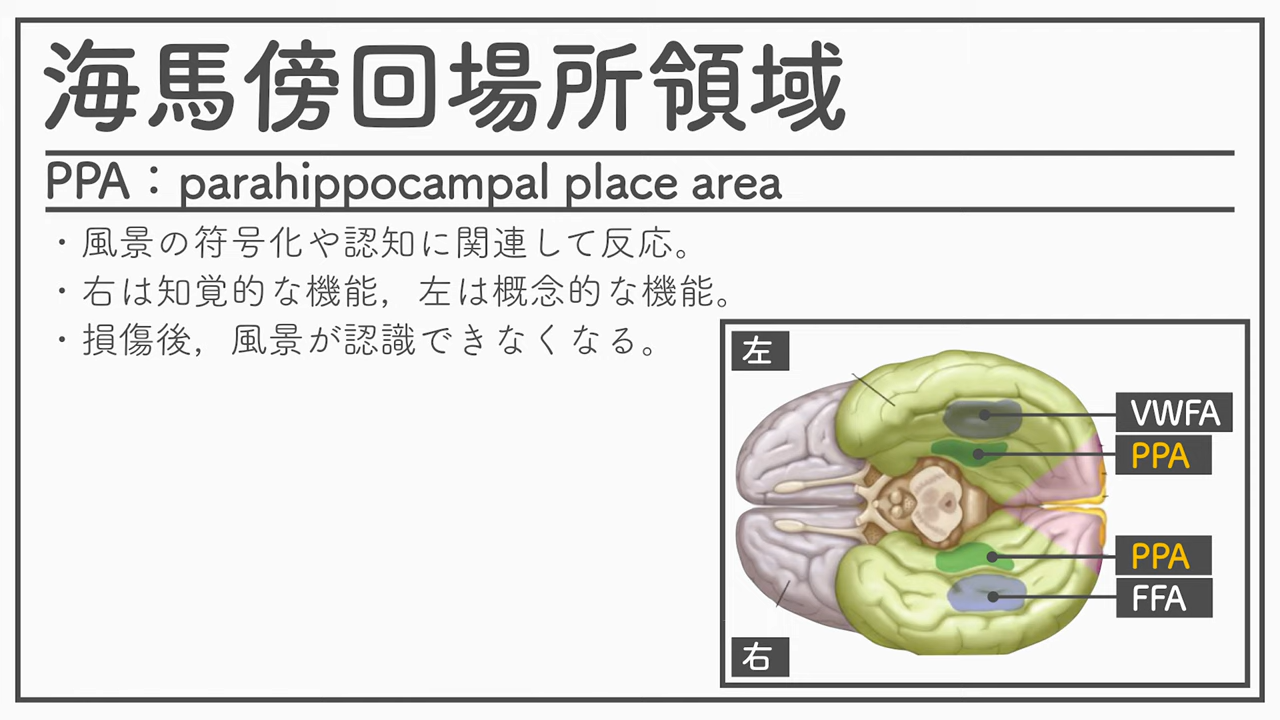 海馬傍回場所領域
PPA：parahippocampal place area
・風景の符号化や認知に関連して反応。
・右は知覚的な機能，左は概念的な機能。
・損傷後，風景が認識できなくなる。
左
VWFA
PPA
PPA
FFA
右